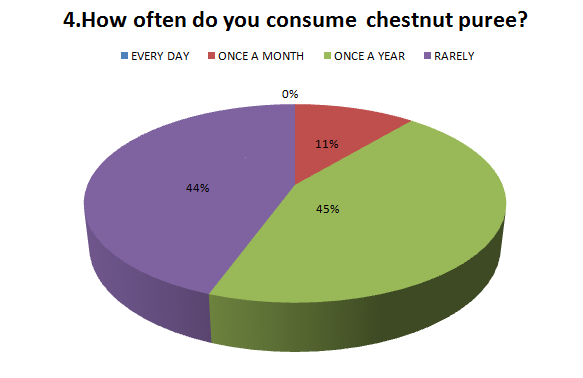 4.How often do you consume chestnut puree?
EVERY DAY ONCE A MONTH ONCE A YEAR RARELY
0%
11%
44%
45%